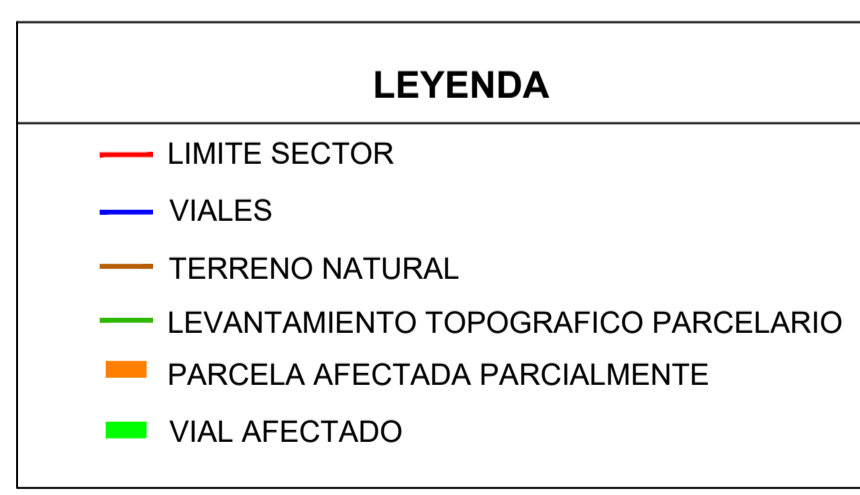 LEYENDA
LIMITE SECTOR
VIALES
TERRENO NATURAL
LEVANTAMIENTO TOPOGRAFICO PARCELARIO
PARCELA AFECTADA PARCIALMENTE
VIAL AFECTADO